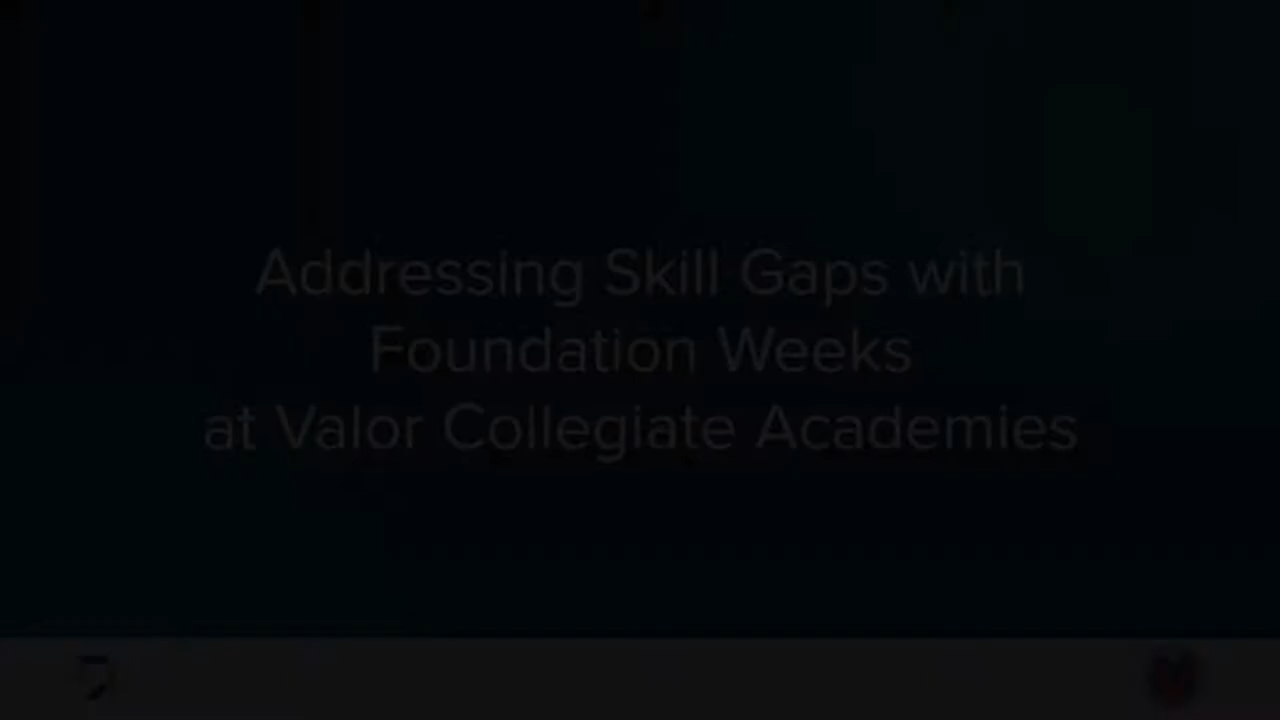 Addressing Skill Gaps with
Foundation Weeks
at Valor Collegiate Academies